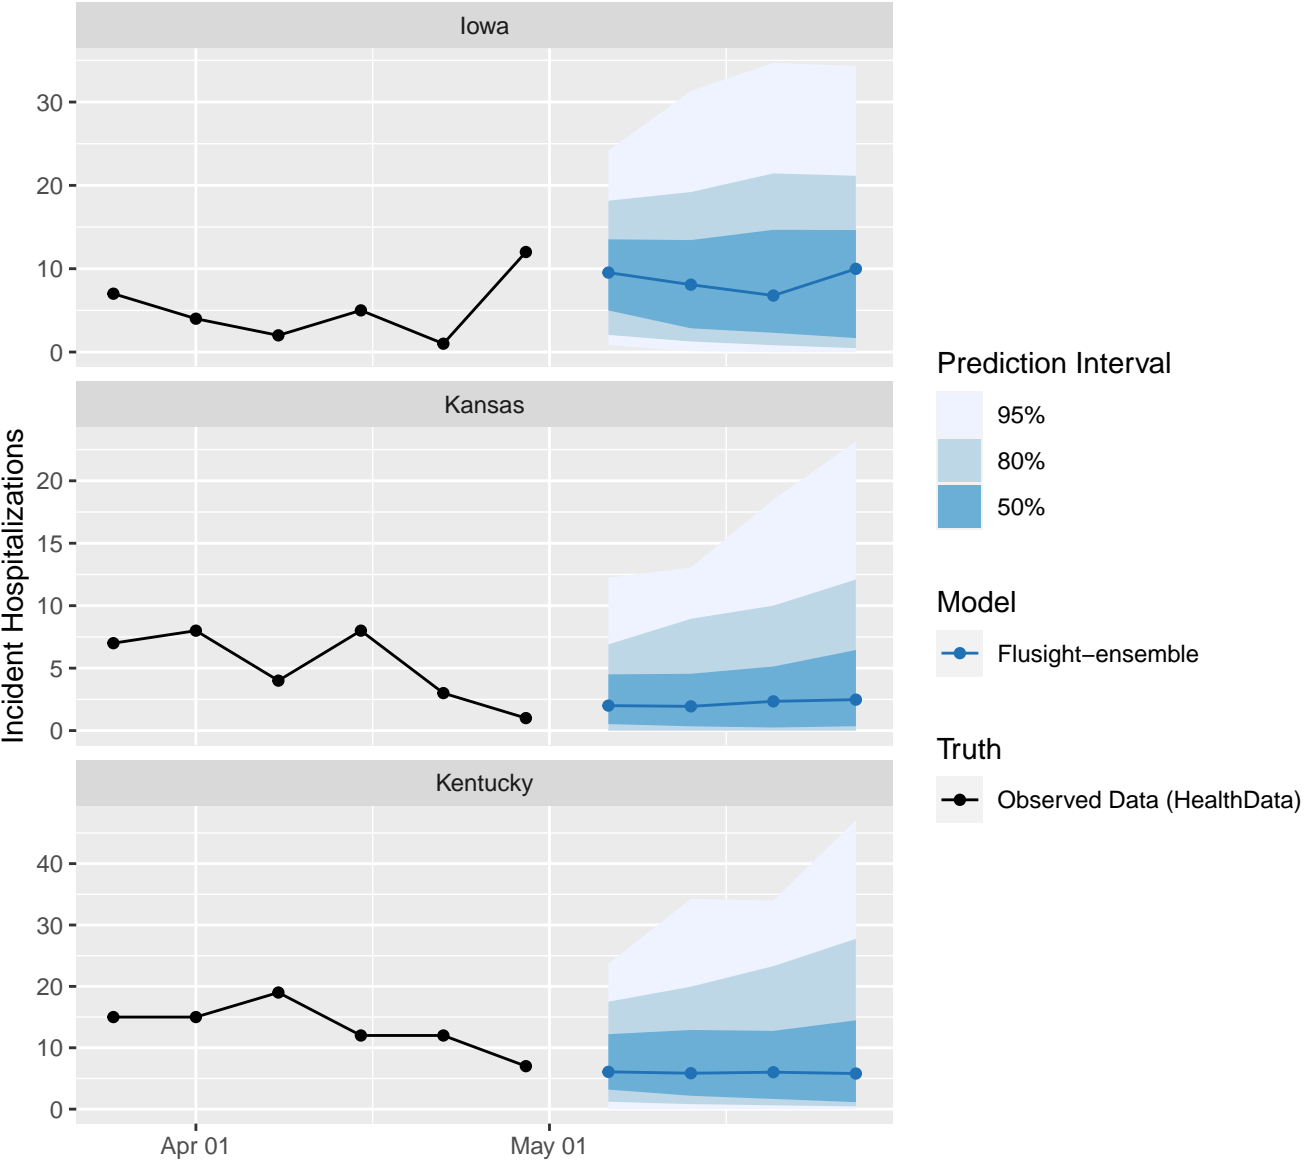 Iowa
30
20
10
0
Kansas
20
15
10
5
0
Kentucky
40
30
20
10
0
Apr 01
May 01
Incident Hospitalizations
Prediction Interval
95%
80%
50%
Model
Flusight−ensemble
Truth
Observed Data (HealthData)